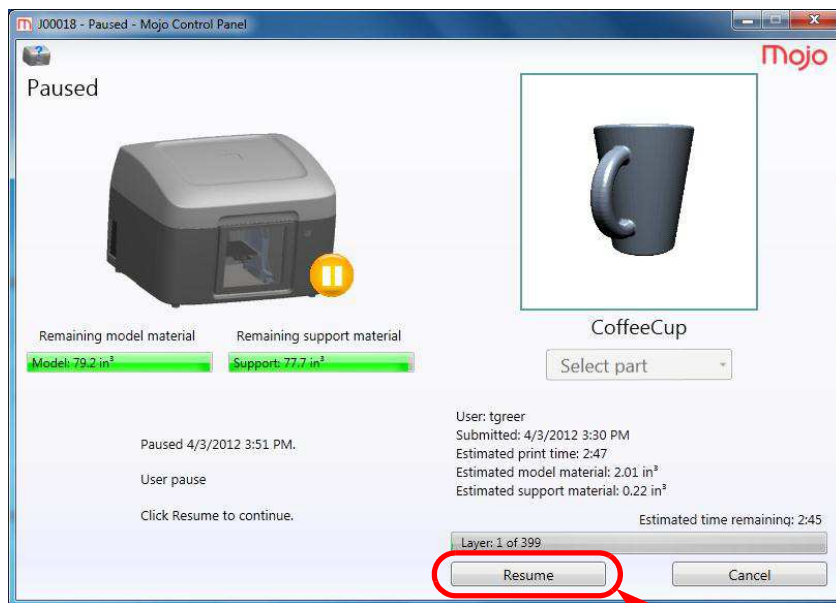 J00018 - Paused - Mojo Control Panel
mojo
Paused
Remaining model material
Remaining support material
Model: 79.2 in³
Support: 77.7 in³
CoffeeCup
Select part
Paused 4/3/2012 3:51 PM.
User pause
Click Resume to continue.
User: tgreer
Submitted: 4/3/2012 3:30 PM
Estimated print time: 2:47
Estimated model material: 2.01 in³
Estimated support material: 0.22 in³
Estimated time remaining: 2:45
Layer: 1 of 399
Resume
Cancel